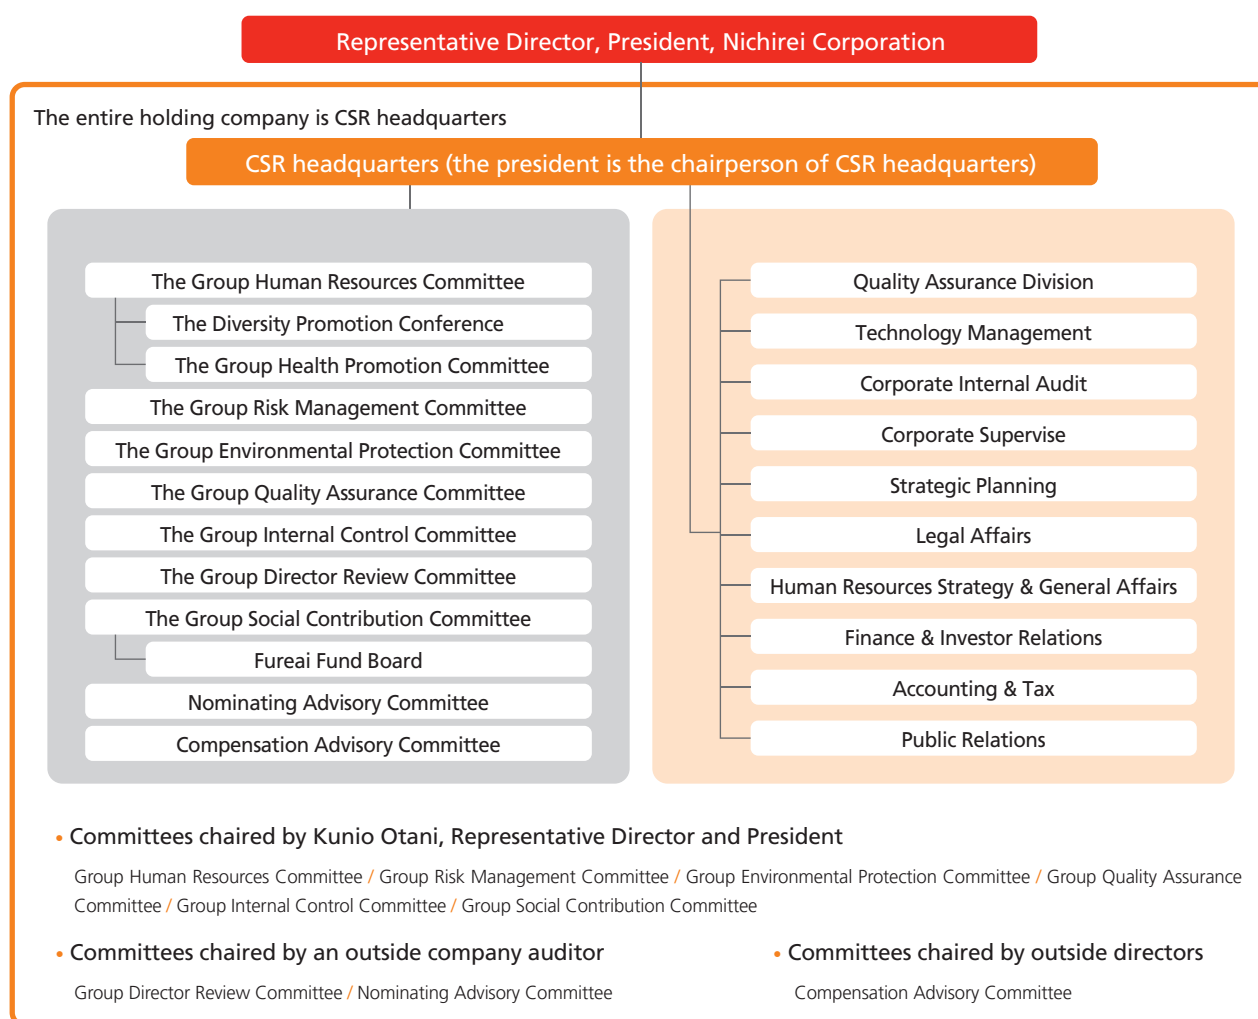 Representative Director, President, Nichirei Corporation
The entire holding company is CSR headquarters
CSR headquarters (the president is the chairperson of CSR headquarters)
The Group Human Resources Committee
The Diversity Promotion Conference
The Group Health Promotion Committee
The Group Risk Management Committee
The Group Environmental Protection Committee
The Group Quality Assurance Committee
The Group Internal Control Committee
The Group Director Review Committee
The Group Social Contribution Committee
Fureai Fund Board
Nominating Advisory Committee
Compensation Advisory Committee
Quality Assurance Division
Technology Management
Corporate Internal Audit
Corporate Supervise
Strategic Planning
Legal Affairs
Human Resources Strategy & General Affairs
Finance & Investor Relations
Accounting & Tax
Public Relations
• Committees chaired by Kunio Otani, Representative Director and President
Group Human Resources Committee / Group Risk Management Committee / Group Environmental Protection Committee / Group Quality Assurance
Committee / Group Internal Control Committee / Group Social Contribution Committee
• Committees chaired by an outside company auditor
Group Director Review Committee / Nominating Advisory Committee
• Committees chaired by outside directors
Compensation Advisory Committee